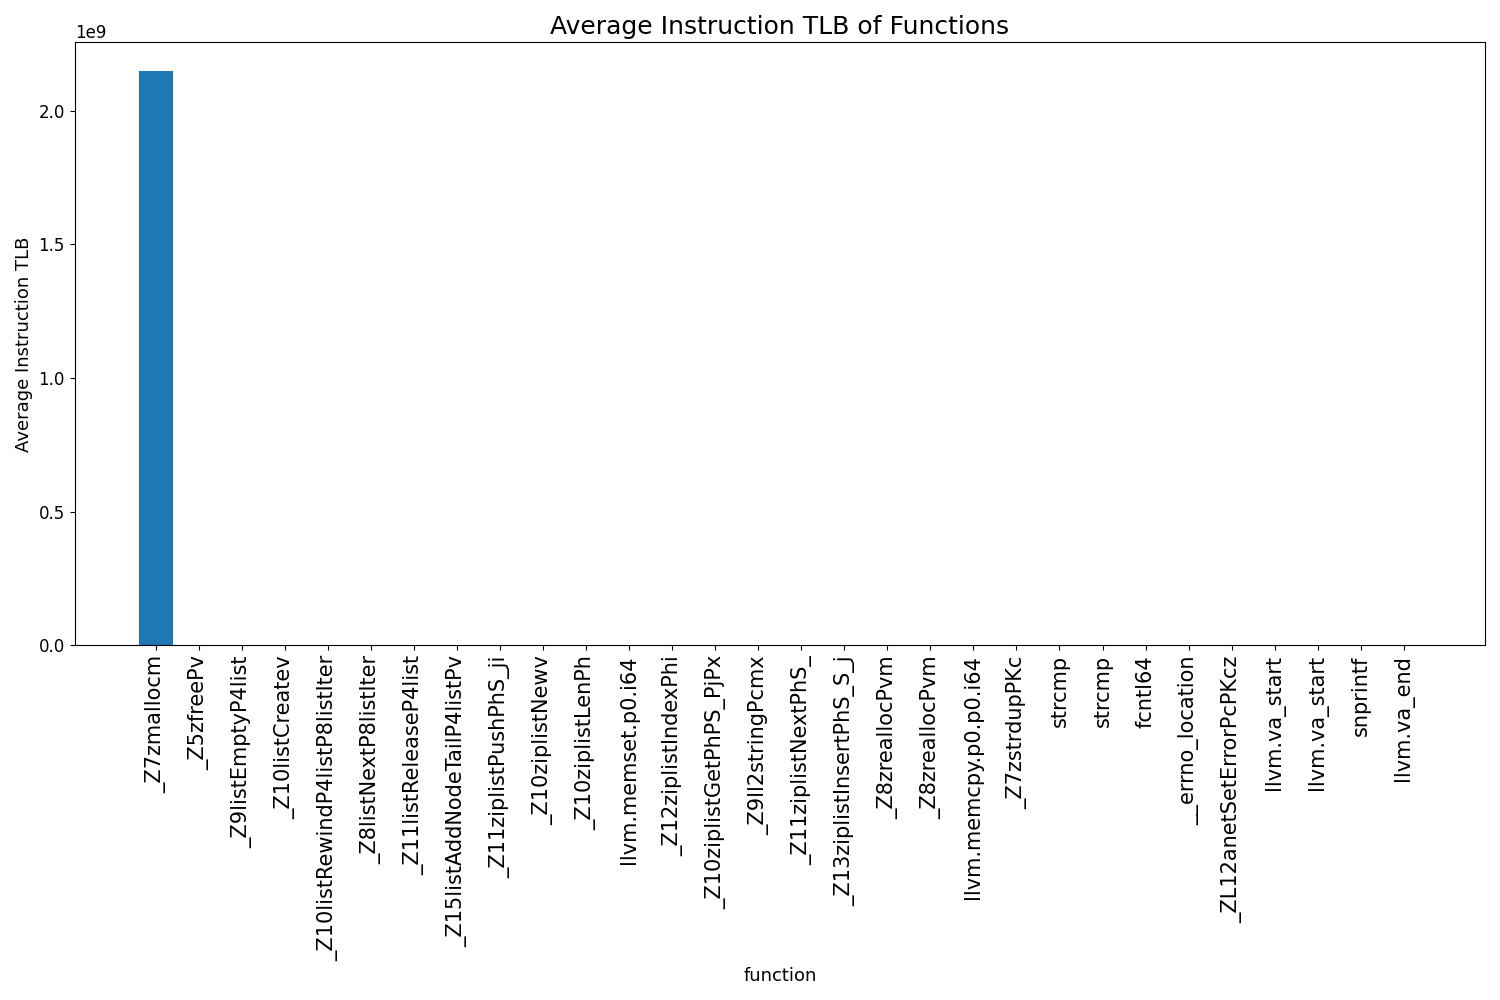 Average Instruction TLB of Functions
1e9
2.0
1.5
1.0
0.5
0.0
Average Instruction TLB
_Z7zmallocm
_Z5zfreePv
_Z9listEmptyP4list
_Z10listCreatev
_Z10listRewindP4listP8listIter
_Z8listNextP8listIter
_Z11listReleaseP4list
_Z15listAddNodeTailP4listPv
_Z11ziplistPushPhS_ji
_Z10ziplistNewv
_Z10ziplistLenPh
llvm.memset.p0.i64
_Z12ziplistIndexPhi
_Z10ziplistGetPhPS_PjPx
_Z9ll2stringPcmx
_Z11ziplistNextPhS_
_Z13ziplistInsertPhS_S_j
_Z8zreallocPvm
_Z8zreallocPvm
llvm.memcpy.p0.p0.i64
_Z7zstrdupPKc
strcmp
strcmp
fcntl64
__errno_location
_ZL12anetSetErrorPcPKcz
llvm.va_start
llvm.va_start
snprintf
llvm.va_end
function